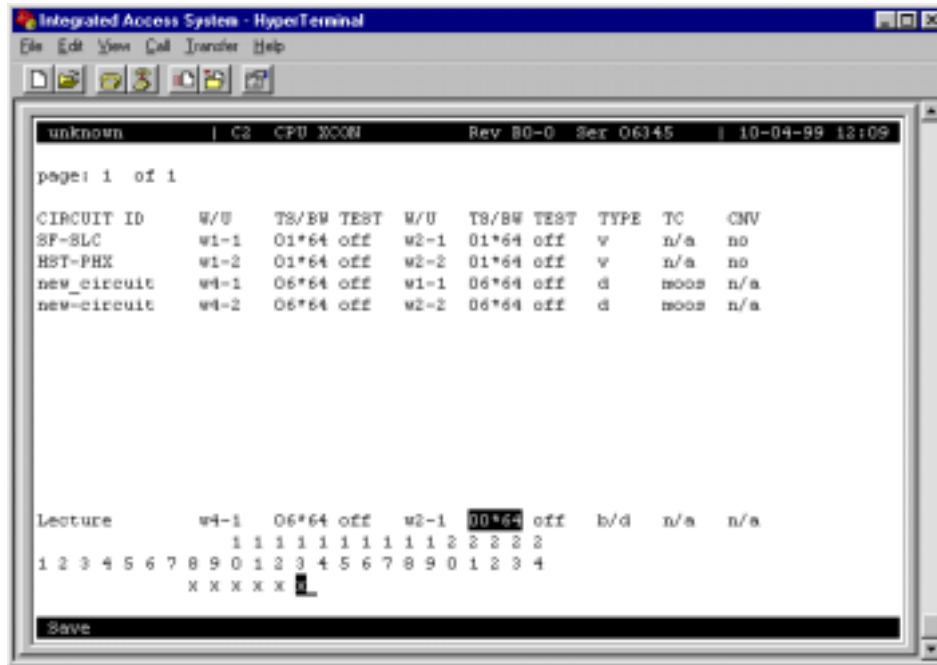 Integrated Access System - HyperTerminal
File Edit View Call Transfer Help
unknown | C2 CPU XCON Rev B0-0 Ser 06345 | 10-04-99 12:09
page: 1 of 1
CIRCUIT ID W/U TS/BW TEST W/U TS/BW TEST TYPE TC CNV
SF-SLC w1-1 01*64 off w2-1 01*64 off v n/a no
HST-PHX w1-2 01*64 off w2-2 01*64 off v n/a no
new_circuit w4-1 06*64 off w1-1 06*64 off d moos n/a
new-circuit w4-2 06*64 off w2-2 06*64 off d moos n/a
Lecture w4-1 06*64 off w2-1 00*64 off b/d n/a n/a
1 1 1 1 1 1 1 1 1 1 2 2 2 2 2
1 2 3 4 5 6 7 8 9 0 1 2 3 4 5 6 7 8 9 0 1 2 3 4
x x x x x x
Save